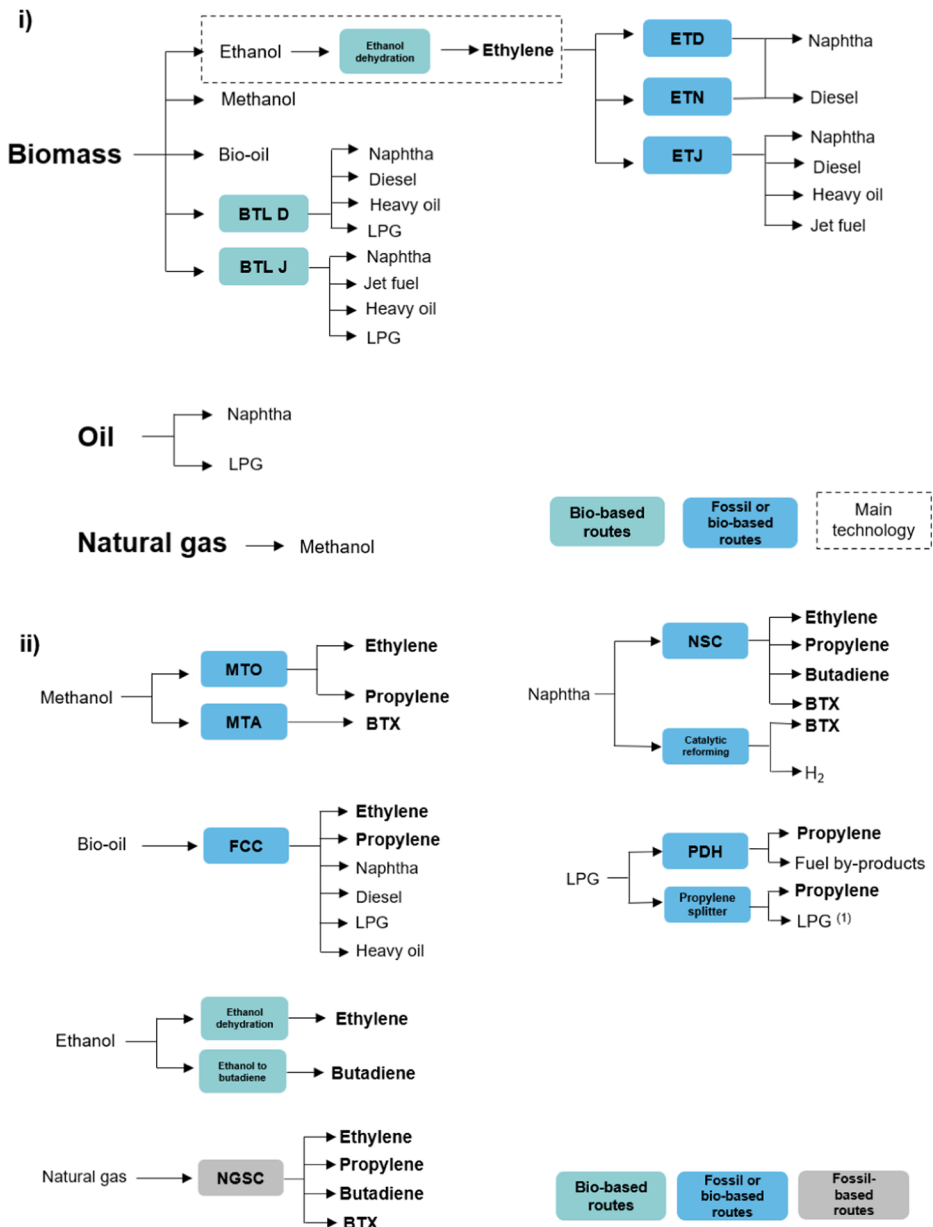 i)
Ethanol
Ethanol
dehydration
Ethylene
ETD
Naphtha
Methanol
ETN
Diesel
Biomass
Bio-oil
ETJ
Naphtha
Diesel
Heavy oil
Jet fuel
BTL D
Naphtha
Diesel
Heavy oil
LPG
BTL J
Naphtha
Jet fuel
Heavy oil
LPG
Oil
Naphtha
LPG
Natural gas
Methanol
Bio-based
routes
Fossil or
bio-based
routes
Main
technology
ii)
Methanol
MTO
Ethylene
Propylene
MTA
BTX
Naphtha
NSC
Ethylene
Propylene
Butadiene
BTX
Catalytic
reforming
BTX
H2
Bio-oil
FCC
Ethylene
Propylene
Naphtha
Diesel
LPG
Heavy oil
LPG
PDH
Propylene
Fuel by-products
Propylene
splitter
Propylene
LPG (1)
Ethanol
Ethanol
dehydration
Ethylene
Ethanol to
butadiene
Butadiene
Natural gas
NGSC
Ethylene
Propylene
Butadiene
BTX
Bio-based
routes
Fossil or
bio-based routes
Fossil-
based
routes